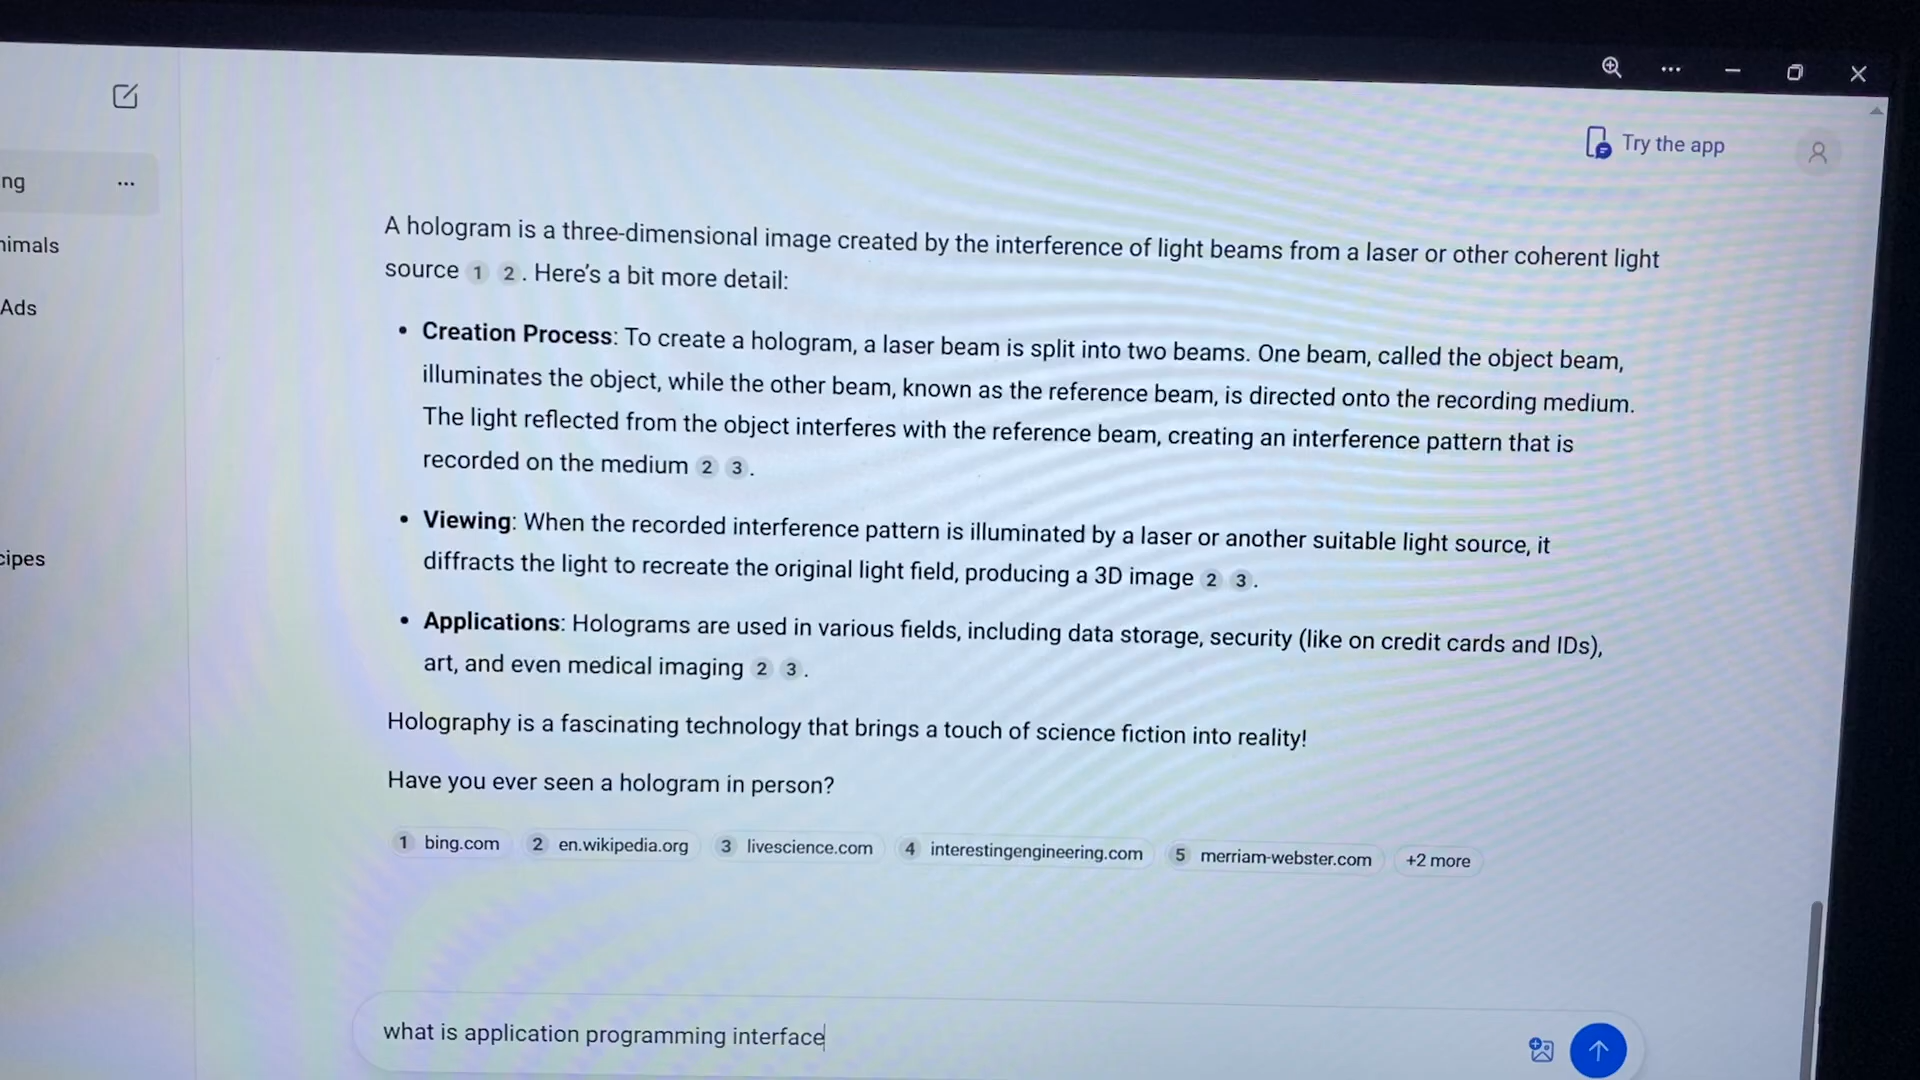 Try the app
ng
nimals
Ads
cipes
A hologram is a three-dimensional image created by the interference of light beams from a laser or other coherent light
source 1 2 . Here's a bit more detail:
• Creation Process: To create a hologram, a laser beam is split into two beams. One beam, called the object beam,
illuminates the object, while the other beam, known as the reference beam, is directed onto the recording medium.
The light reflected from the object interferes with the reference beam, creating an interference pattern that is
recorded on the medium 2 3 .
• Viewing: When the recorded interference pattern is illuminated by a laser or another suitable light source, it
diffracts the light to recreate the original light field, producing a 3D image 2 3 .
• Applications: Holograms are used in various fields, including data storage, security (like on credit cards and IDs),
art, and even medical imaging 2 3 .
Holography is a fascinating technology that brings a touch of science fiction into reality!
Have you ever seen a hologram in person?
1 bing.com 2 en.wikipedia.org 3 livescience.com 4 interestingengineering.com 5 merriam-webster.com +2 more
what is application programming interface